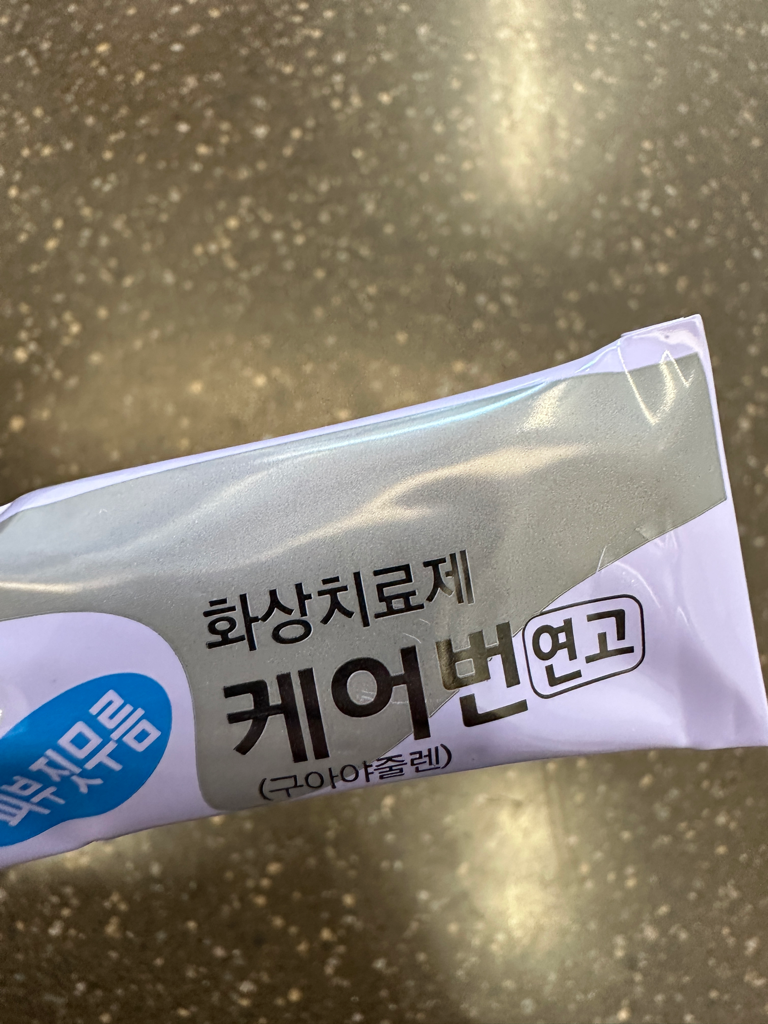 화상치료제
케어번 연고
(구아야줄렌)
피부짓무름